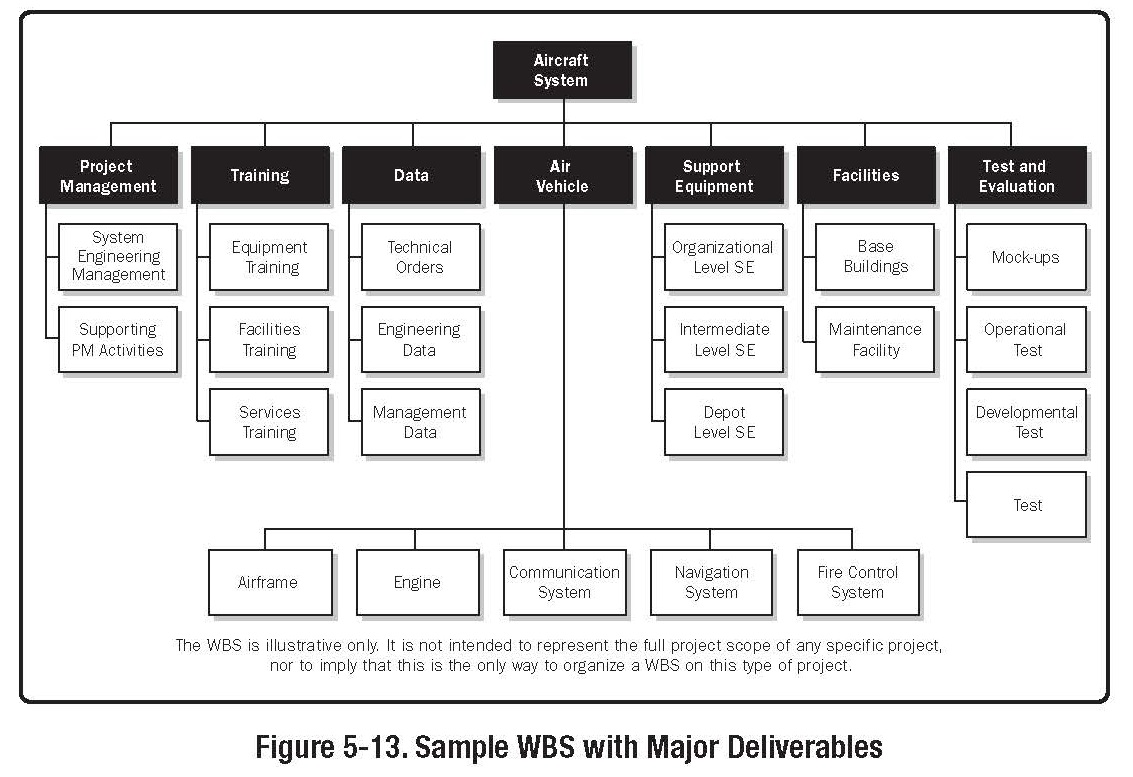 Aircraft
System
Project
Management
Training
Data
Air
Vehicle
Support
Equipment
Facilities
Test and
Evaluation
System
Engineering
Management
Equipment
Training
Technical
Orders
Organizational
Level SE
Base
Buildings
Mock-ups
Supporting
PM Activities
Facilities
Training
Engineering
Data
Intermediate
Level SE
Maintenance
Facility
Operational
Test
Services
Training
Management
Data
Depot
Level SE
Developmental
Test
Test
Airframe
Engine
Communication
System
Navigation
System
Fire Control
System
The WBS is illustrative only. It is not intended to represent the full project scope of any specific project,
nor to imply that this is the only way to organize a WBS on this type of project.
Figure 5-13. Sample WBS with Major Deliverables